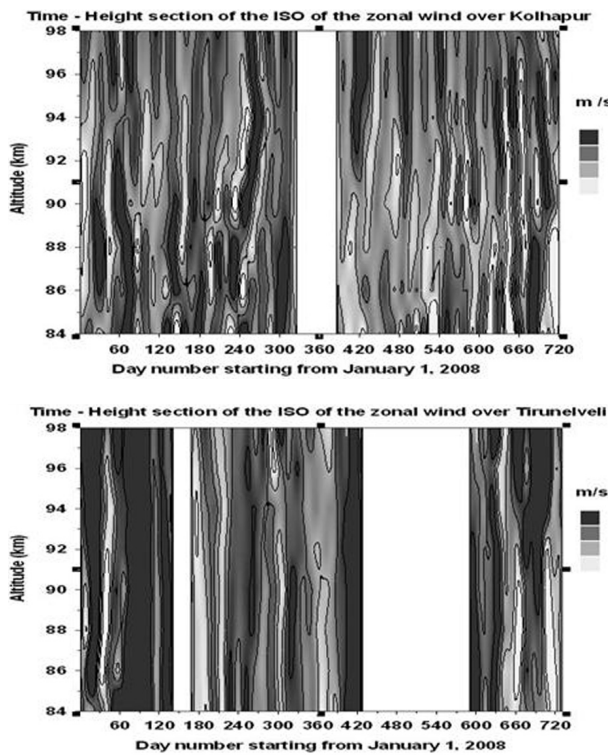 Time - Height section of the ISO of the zonal wind over Kolhapur
98
96
94
92
90
88
86
84
Altitude (km)
m /s
60 120 180 240 300 360 420 480 540 600 660 720
Day number starting from January 1, 2008
Time - Height section of the ISO of the zonal wind over Tirunelveli
98
96
94
92
90
88
86
84
Altitude (km)
m/s
60 120 180 240 300 360 420 480 540 600 660 720
Day number starting from January 1, 2008